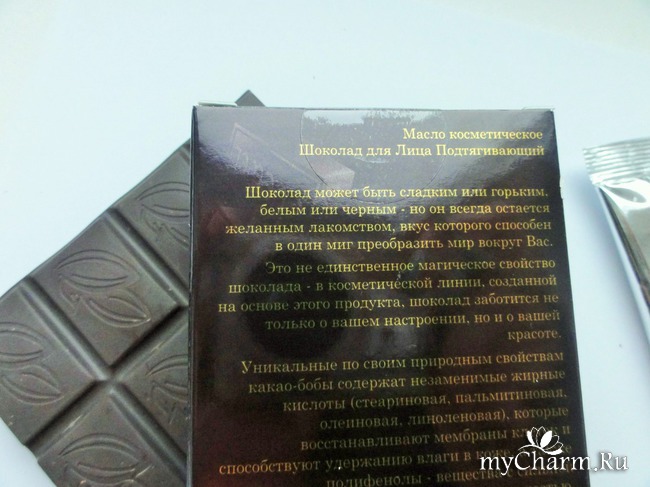 Масло косметическое
Шоколад для Лица Подтягивающий
Шоколад может быть сладким или горьким,
белым или черным - но он всегда остается
желанным лакомством, вкус которого способен
в один миг преобразить мир вокруг Вас.
Это не единственное магическое свойство
шоколада - в косметической линии, созданной
на основе этого продукта, шоколад заботится не
только о вашем настроении, но и о вашей
красоте.
Уникальные по своим природным свойствам
какао-бобы содержат незаменимые жирные
кислоты (стеариновая, пальмитиновая,
олеиновая, линоленовая), которые
восстанавливают мембраны и
способствуют удержанию влаги в
полифенолы -
myCharm.Ru